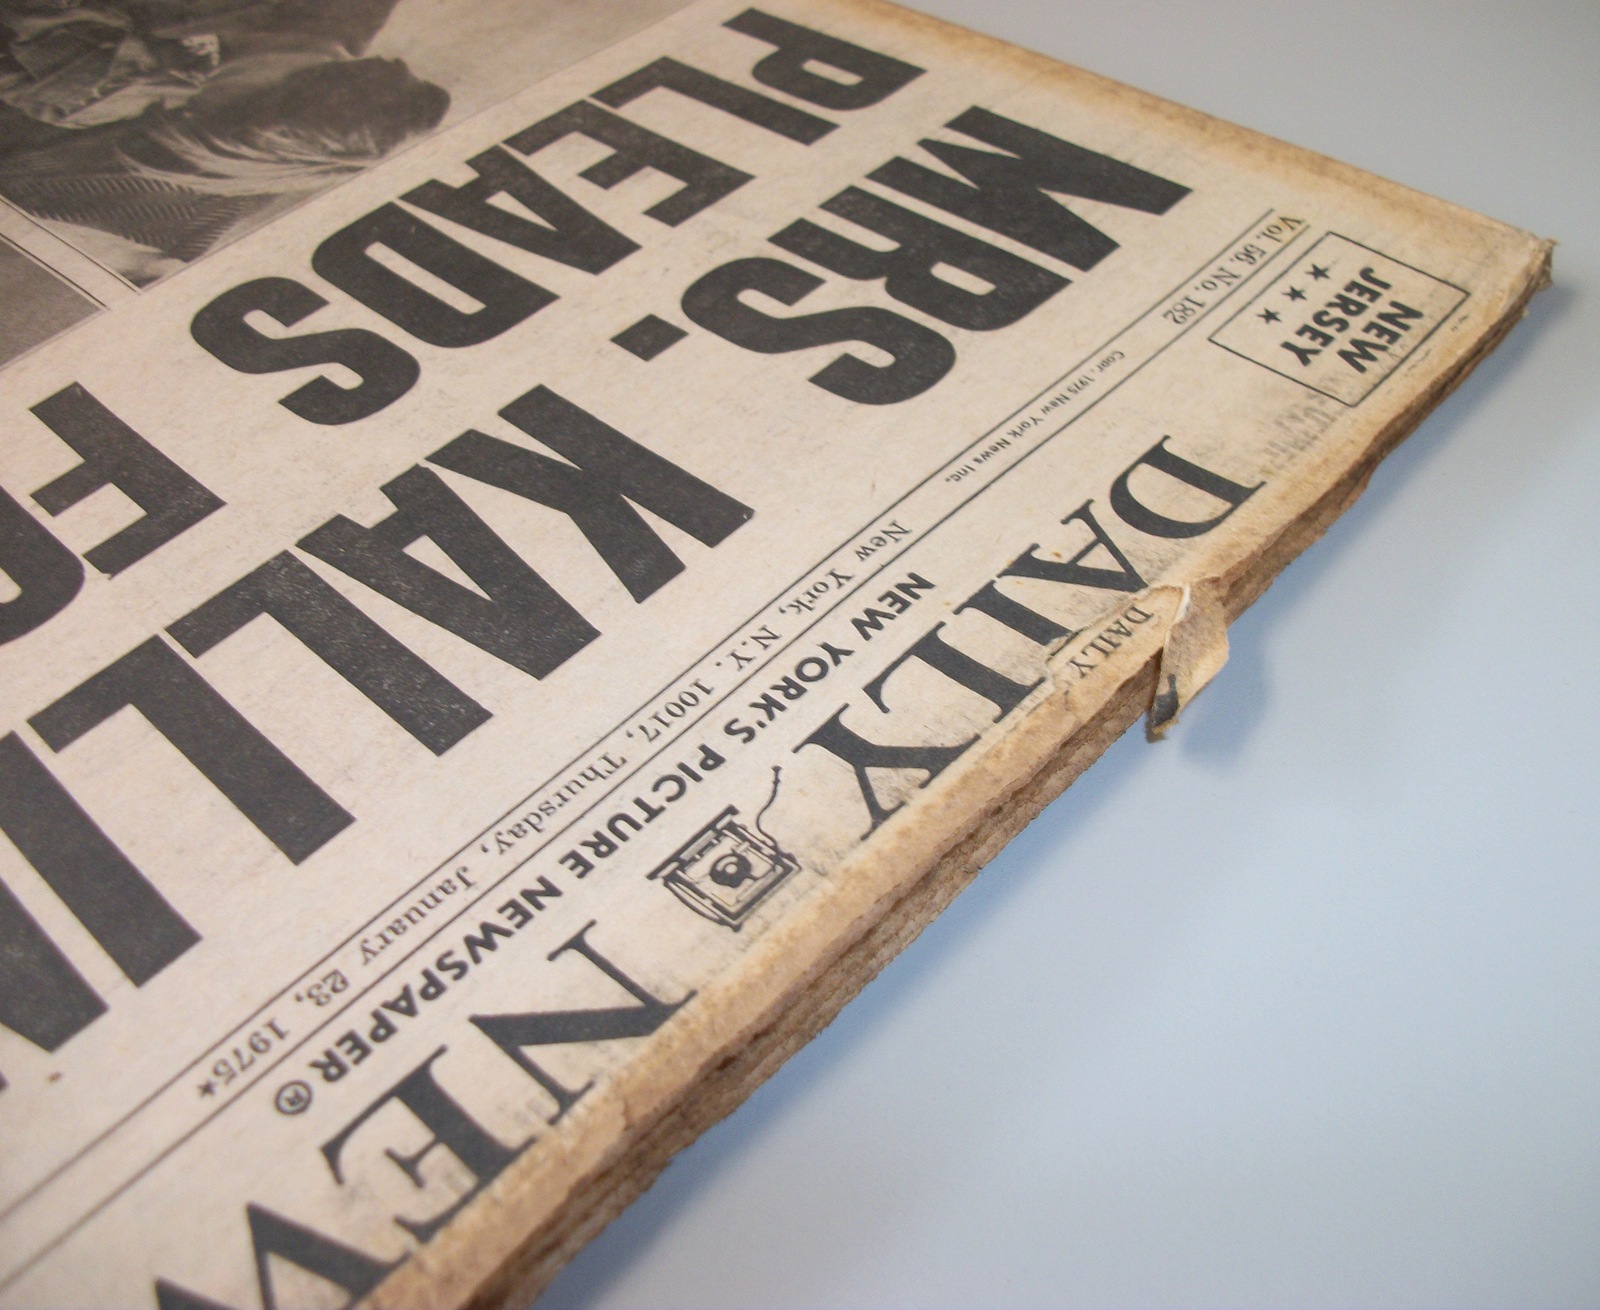 NEW
JERSEY
★ ★ ★
DAILY
DAILY NEW
NEW YORK'S PICTURE NEWSPAPER ®
Vol. 56. No. 182
Copr. 1975 New York News Inc.
New York, N.Y. 10017, Thursday, January 23, 1975★
MRS. KALLI
PLEADS FO